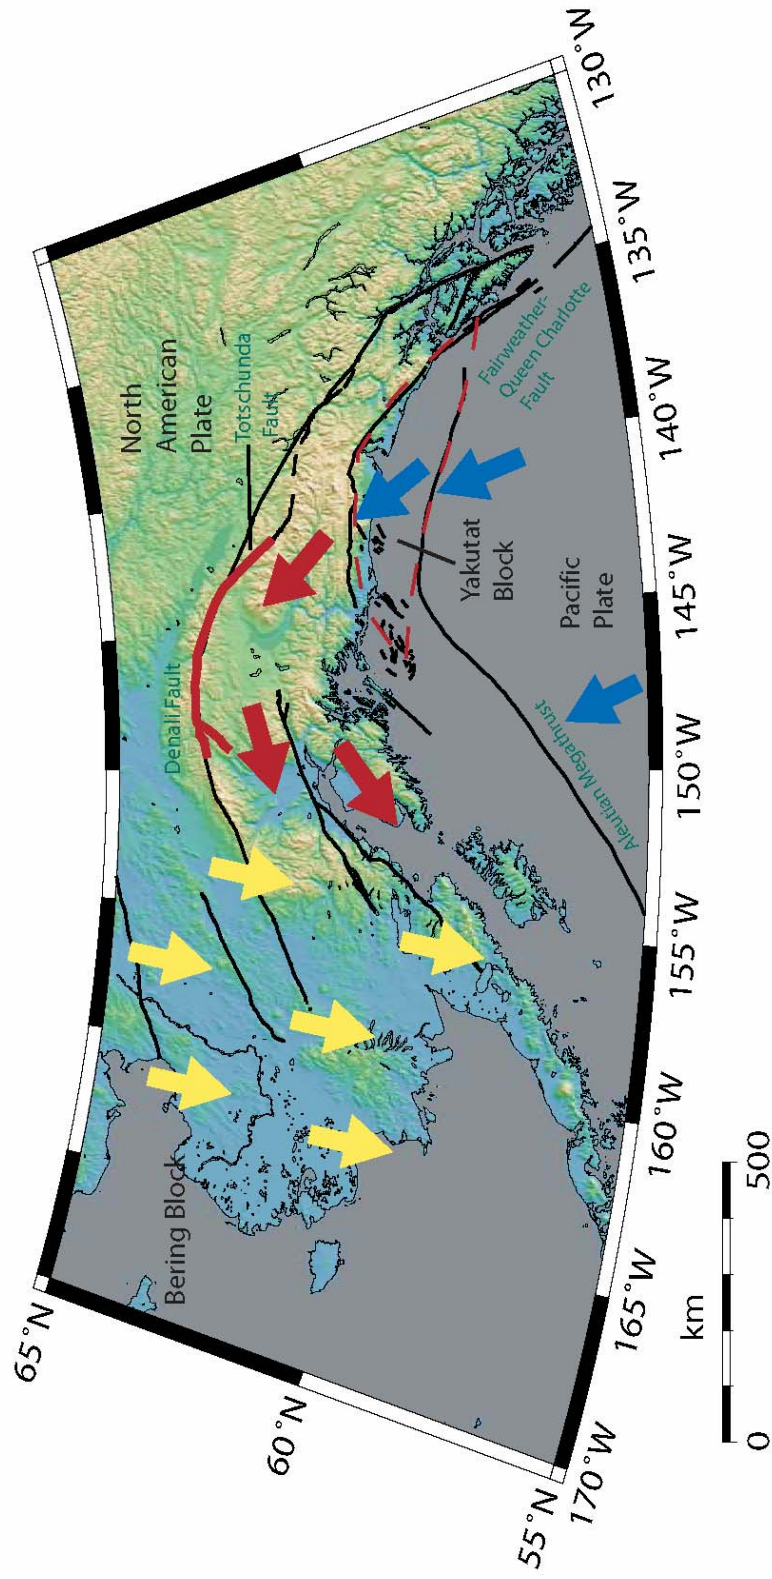 65°N
60°N
55°N
170°W
165°W
160°W
155°W
150°W
145°W
140°W
135°W
130°W
North
American
Plate
Totschunda
Fault
Denali Fault
Bering Block
Fairweather-
Queen Charlotte
Fault
Yakutat
Block
Pacific
Plate
Aleutian Megathrust
km
0
500